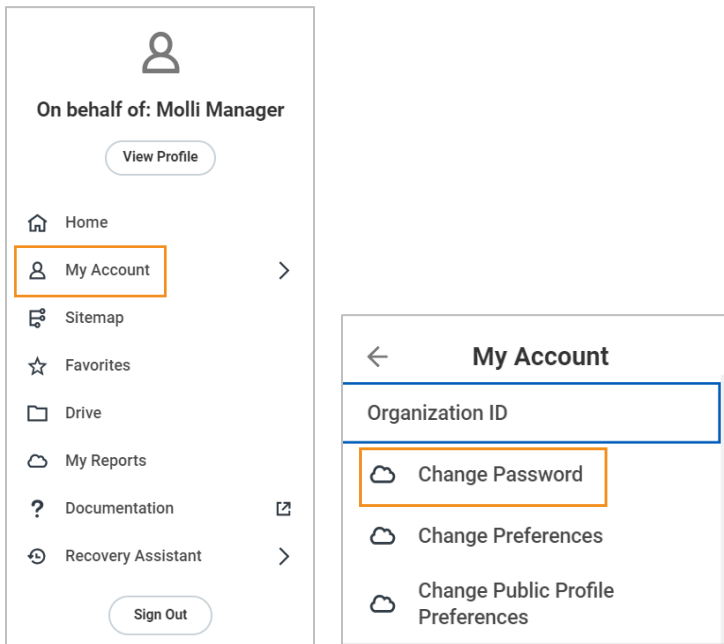 On behalf of: Molli Manager
View Profile
Home
My Account
Sitemap
Favorites
Drive
My Reports
Documentation
Recovery Assistant
Sign Out
My Account
Organization ID
Change Password
Change Preferences
Change Public Profile
Preferences